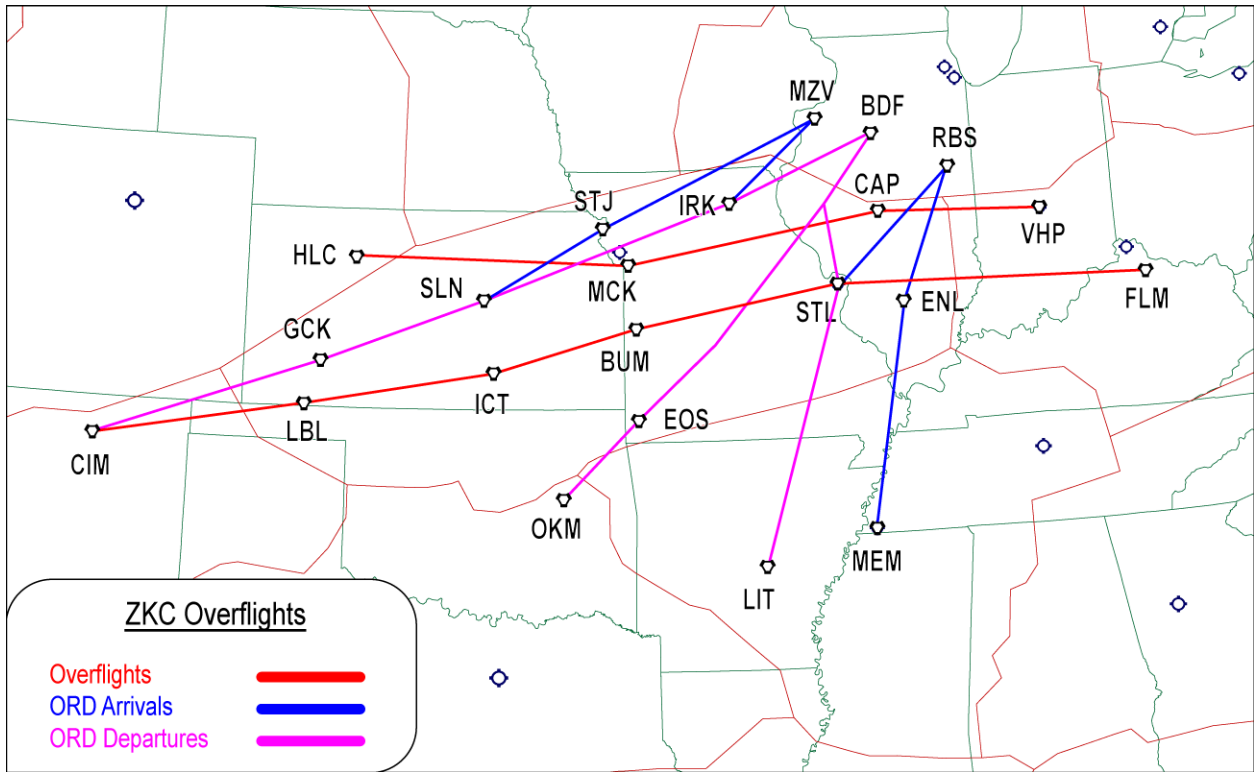 MZV
BDF
RBS
STJ
IRK
CAP
VHP
HLC
MCK
SLN
STL
ENL
FLM
GCK
BUM
ICT
LBL
EOS
CIM
OKM
MEM
LIT
ZKC Overflights
Overflights
ORD Arrivals
ORD Departures